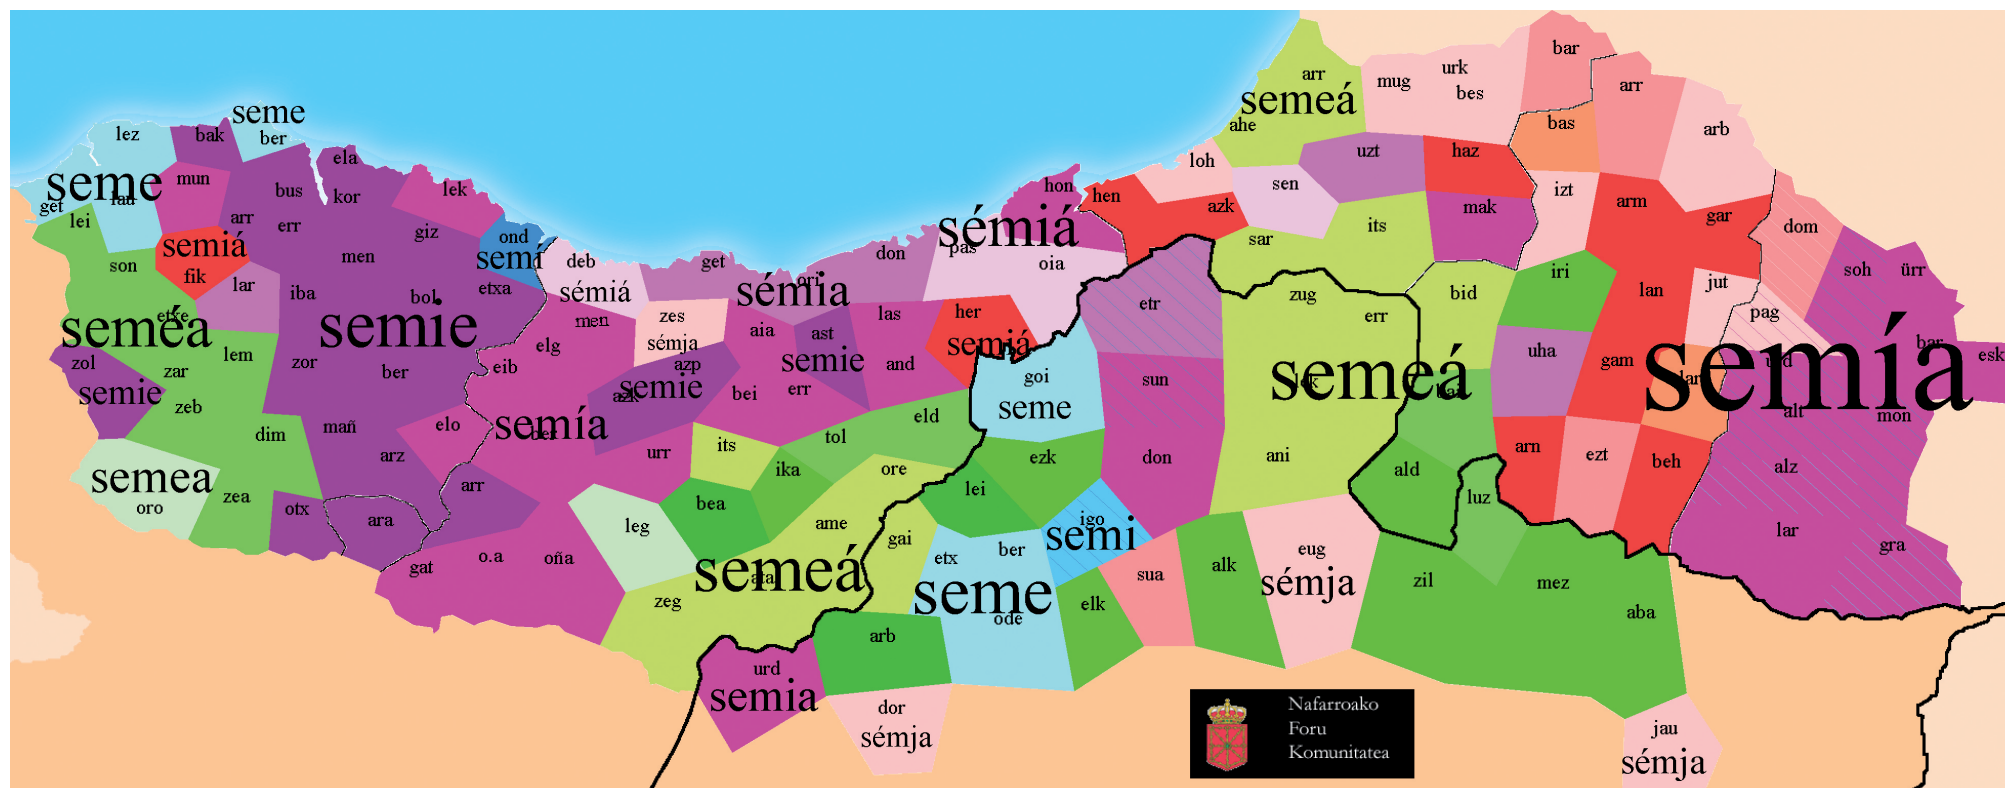 bar
urk
arr
mug
arr
bes
semeá
seme
bas
ahe
arb
lez
bak
ber
uzt
haz
ela
loh
mun
sen
izt
hon
seme
bus
kor
lek
hen
arm
mak
get
azk
gar
lei
arr
err
giz
sémiá
its
dom
semiá
ond
sar
pas
men
semí
don
son
fik
deb
get
oia
iri
soh
ürr
lar
iba
bol
etxa
sémiá
ori
sémia
zug
bid
lan
jut
etxe
seméa
semie
men
zes
aia
ast
las
her
etr
err
pag
elg
sémja
semiá
uha
bar
lem
zol
zar
zor
ber
eib
azp
semie
and
goi
sun
semeá
gam
semía
esk
semie
semie
bei
err
seme
zeb
mañ
elo
semía
eld
alt
mon
dim
arz
urr
its
tol
ezk
don
ani
ald
arn
ezt
beh
alz
semea
oro
zea
otx
arr
ika
ore
lei
luz
ara
leg
bea
ame
gai
igo
semi
lar
gat
o.a
oña
semeá
etx
ber
sua
alk
eug
sémja
zil
mez
gra
zeg
seme
ode
elk
aba
arb
urd
semia
dor
sémja
Nafarroako
Foru
Komunitatea
jau
sémja